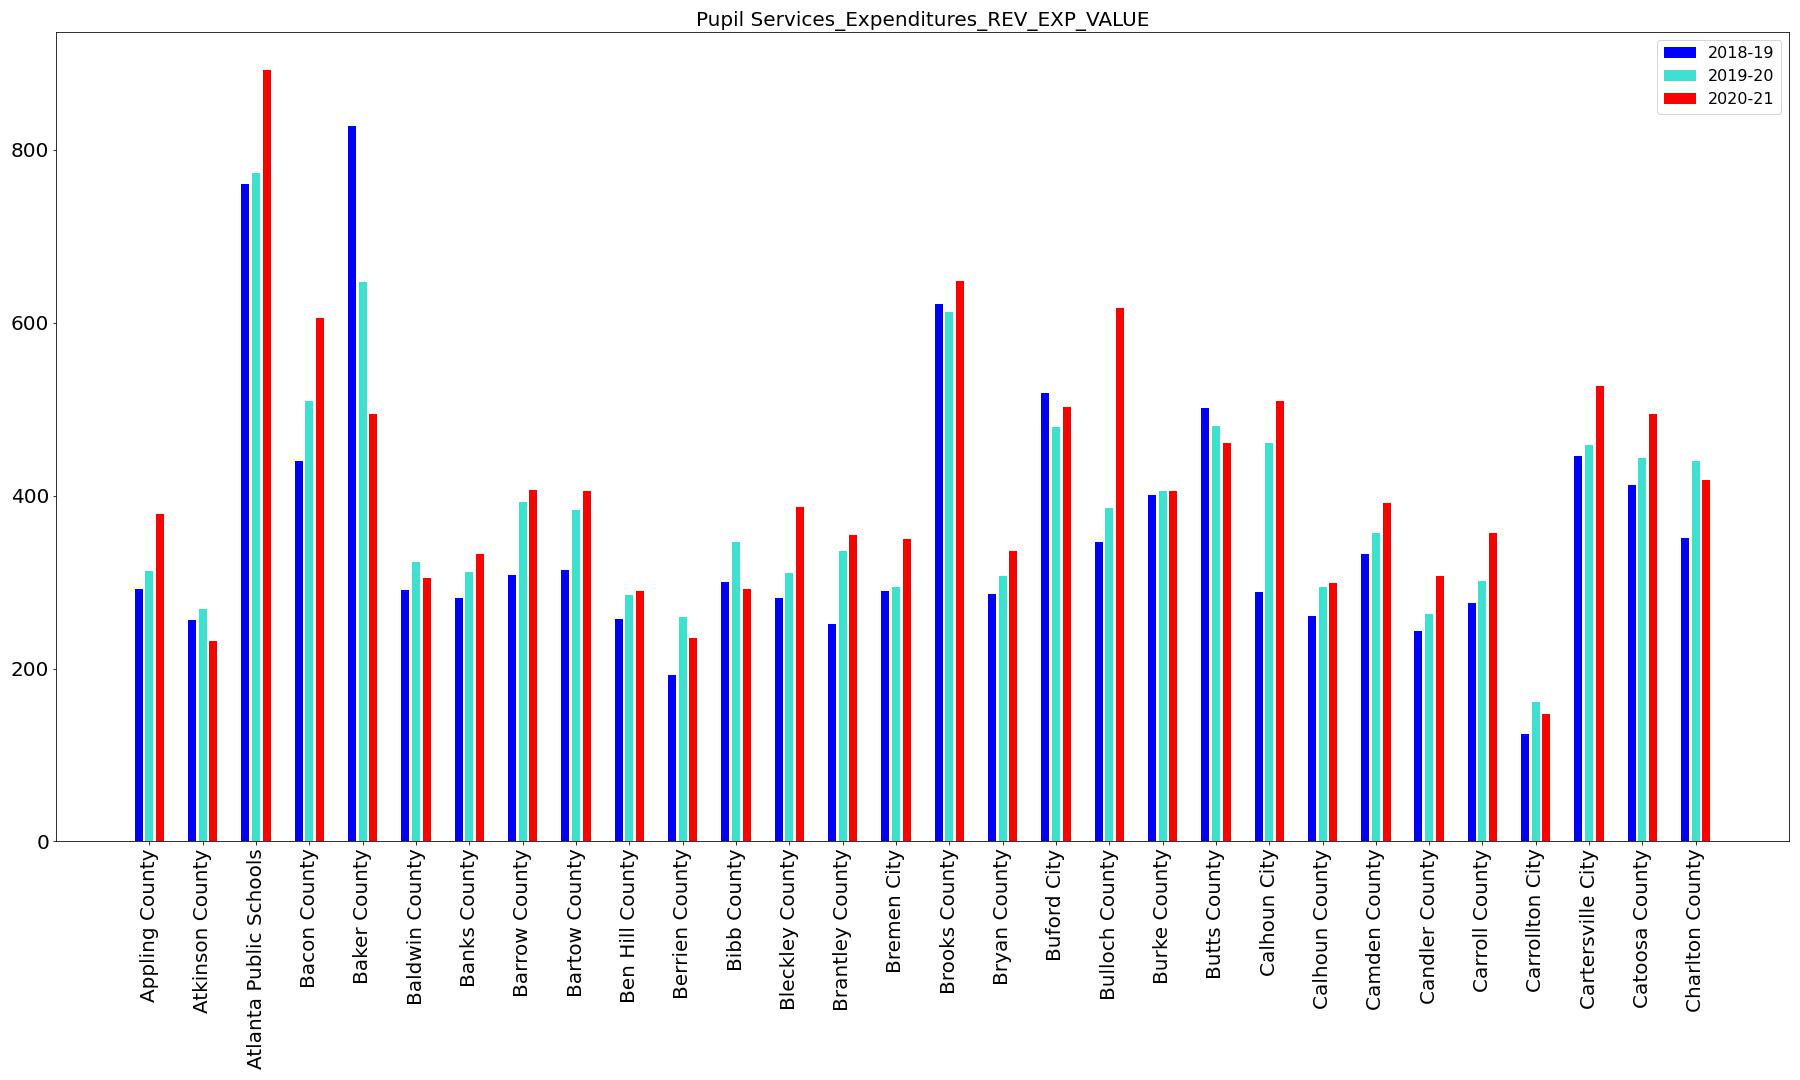 Pupil Services_Expenditures_REV_EXP_VALUE
2018-19
2019-20
2020-21
800
600
400
200
0
Appling County
Atkinson County
Atlanta Public Schools
Bacon County
Baker County
Baldwin County
Banks County
Barrow County
Bartow County
Ben Hill County
Berrien County
Bibb County
Bleckley County
Brantley County
Bremen City
Brooks County
Bryan County
Buford City
Bulloch County
Burke County
Butts County
Calhoun City
Calhoun County
Camden County
Candler County
Carroll County
Carrollton City
Cartersville City
Catoosa County
Charlton County